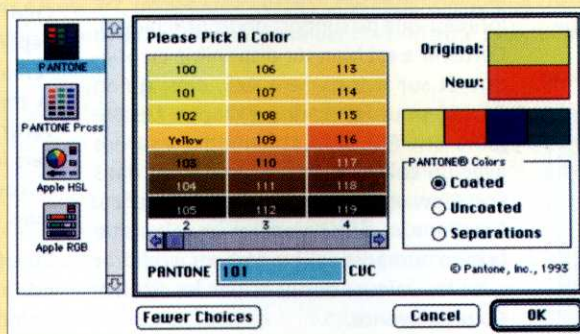 PANTONE
PANTONE Press
Apple HSL
Apple RGB
Please Pick A Color
100 106 113
101 107 114
102 108 115
Yellow 109 116
103 110 117
104 111 118
105 112 119
2 3 4
PANTONE 101 CVC
Original:
New:
PANTONE® Colors
Coated
Uncoated
Separations
© Pantone, Inc., 1993
Fewer Choices
Cancel
OK